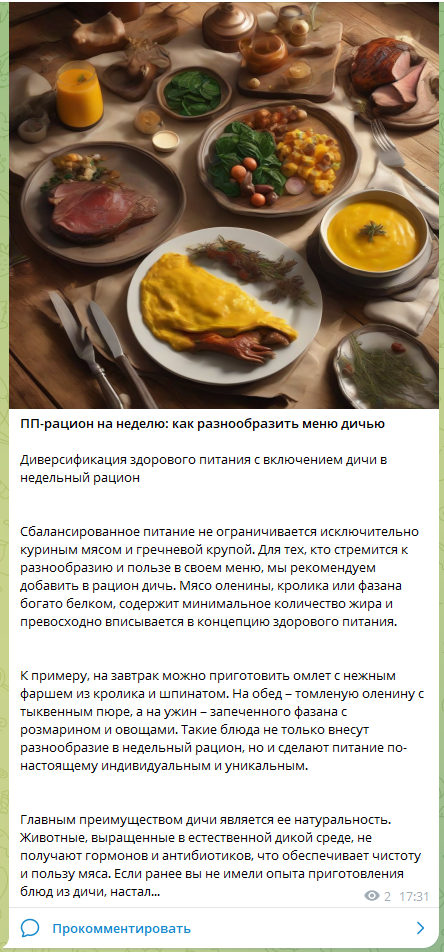 ПП-рацион на неделю: как разнообразить меню дичью
Диверсификация здорового питания с включением дичи в
недельный рацион
Сбалансированное питание не ограничивается исключительно
куриным мясом и гречневой крупой. Для тех, кто стремится к
разнообразию и пользе в своем меню, мы рекомендуем
добавить в рацион дичь. Мясо оленины, кролика или фазана
богато белком, содержит минимальное количество жира и
превосходно вписывается в концепцию здорового питания.
К примеру, на завтрак можно приготовить омлет с нежным
фаршем из кролика и шпинатом. На обед – томленую оленину с
тыквенным пюре, а на ужин – запеченного фазана с
розмарином и овощами. Такие блюда не только внесут
разнообразие в недельный рацион, но и сделают питание по-
настоящему индивидуальным и уникальным.
Главным преимуществом дичи является ее натуральность.
Животные, выращенные в естественной дикой среде, не
получают гормонов и антибиотиков, что обеспечивает чистоту
и пользу мяса. Если ранее вы не имели опыта приготовления
блюд из дичи, настал...
2 17:31
Прокомментировать